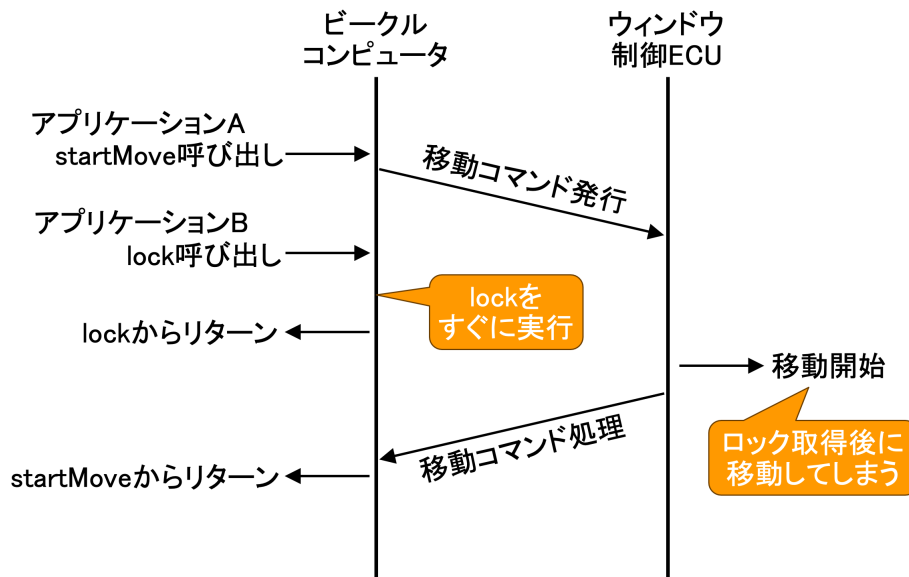 ビークル
コンピュータ
ウィンドウ
制御ECU
アプリケーションA
startMove呼び出し
移動コマンド発行
アプリケーションB
lock呼び出し
lockを
すぐに実行
lockからリターン
移動開始
移動コマンド処理
ロック取得後に
移動してしまう
startMoveからリターン